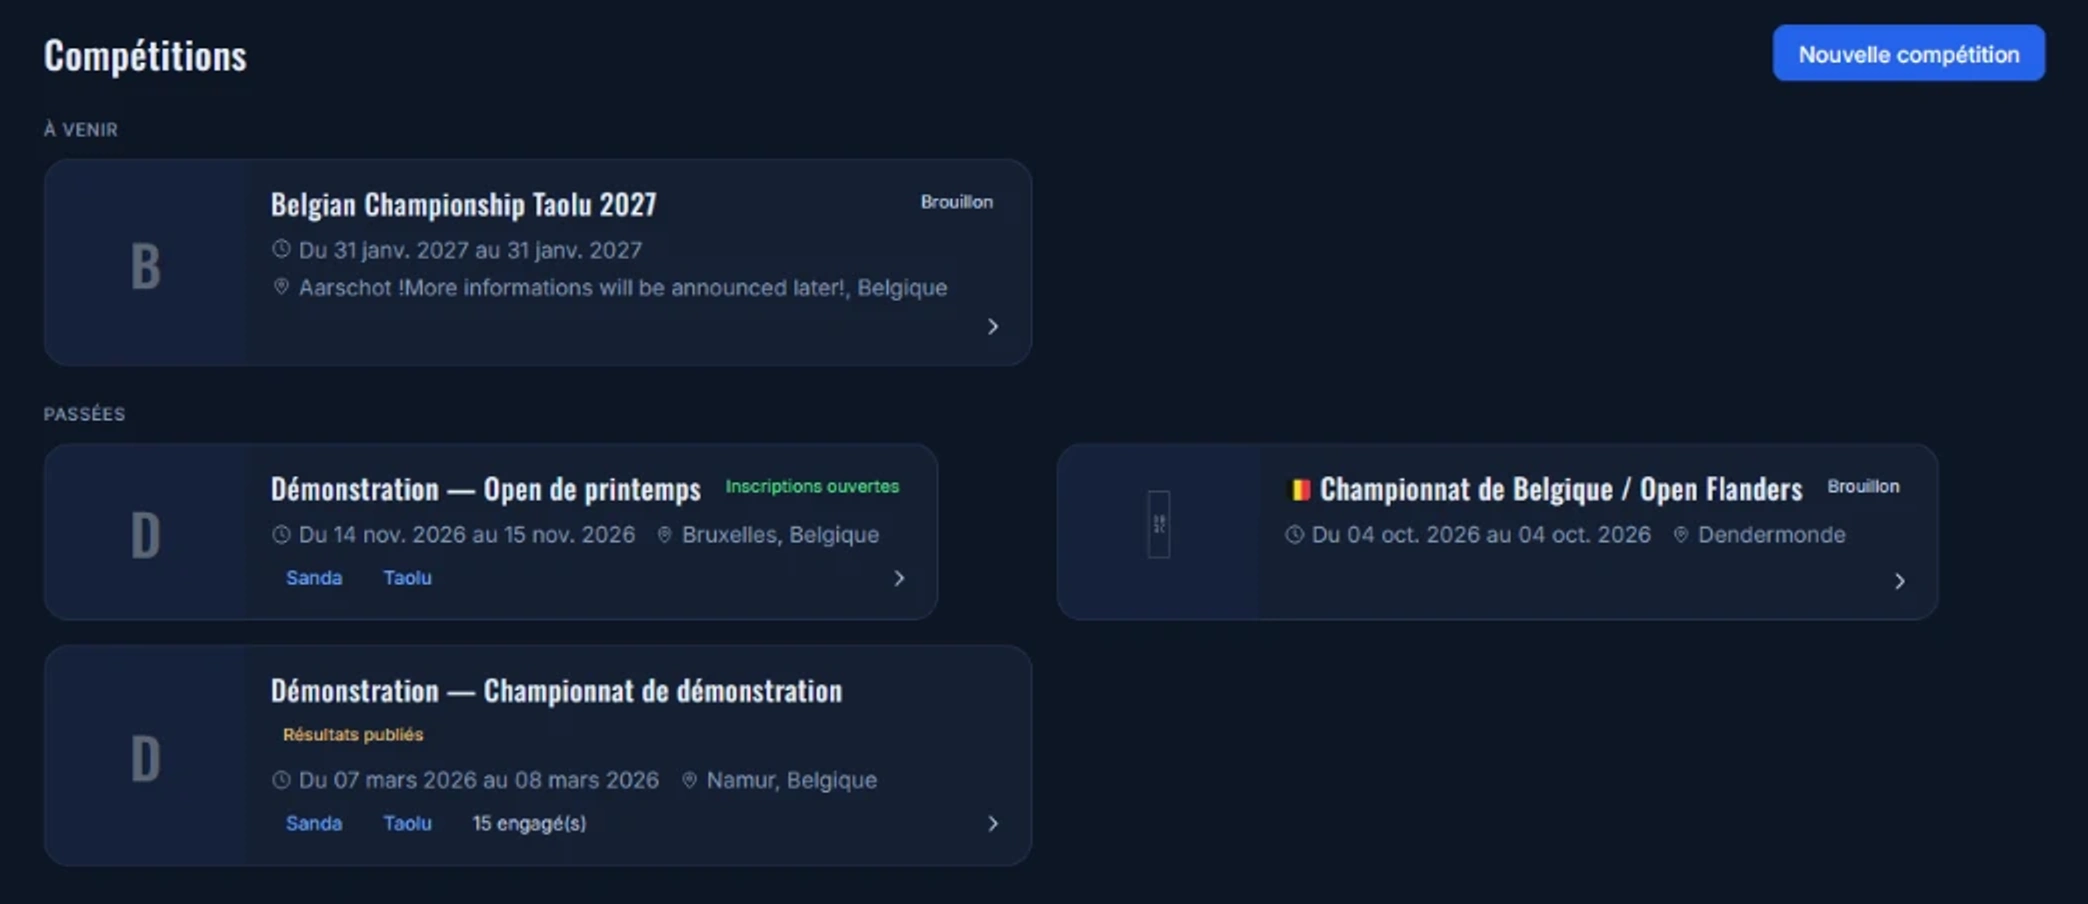 Compétitions
Nouvelle compétition
À VENIR
B
Belgian Championship Taolu 2027
Brouillon
Du 31 janv. 2027 au 31 janv. 2027
Aarschot !More informations will be announced later!, Belgique
PASSÉES
D
Démonstration — Open de printemps
Inscriptions ouvertes
Du 14 nov. 2026 au 15 nov. 2026 Bruxelles, Belgique
Sanda Taolu
Championnat de Belgique / Open Flanders
Brouillon
Du 04 oct. 2026 au 04 oct. 2026 Dendermonde
D
Démonstration — Championnat de démonstration
Résultats publiés
Du 07 mars 2026 au 08 mars 2026 Namur, Belgique
Sanda Taolu 15 engagé(s)